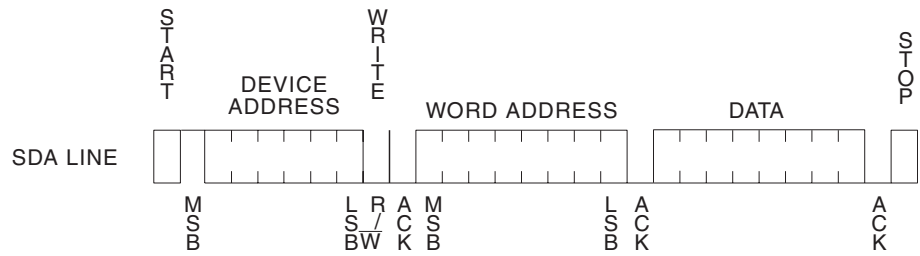 START
WRITE
STOP
DEVICE
ADDRESS
WORD ADDRESS
DATA
SDA LINE
MSB
LSB
R/W
ACK
MSB
LSB
ACK
ACK